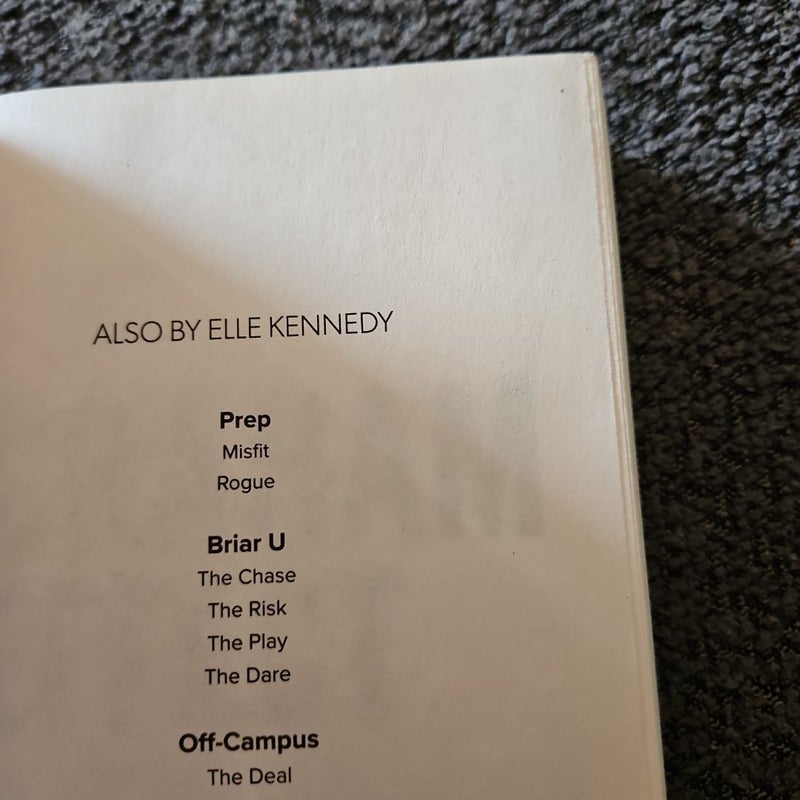 ALSO BY ELLE KENNEDY
Prep
Misfit
Rogue
Briar U
The Chase
The Risk
The Play
The Dare
Off-Campus
The Deal